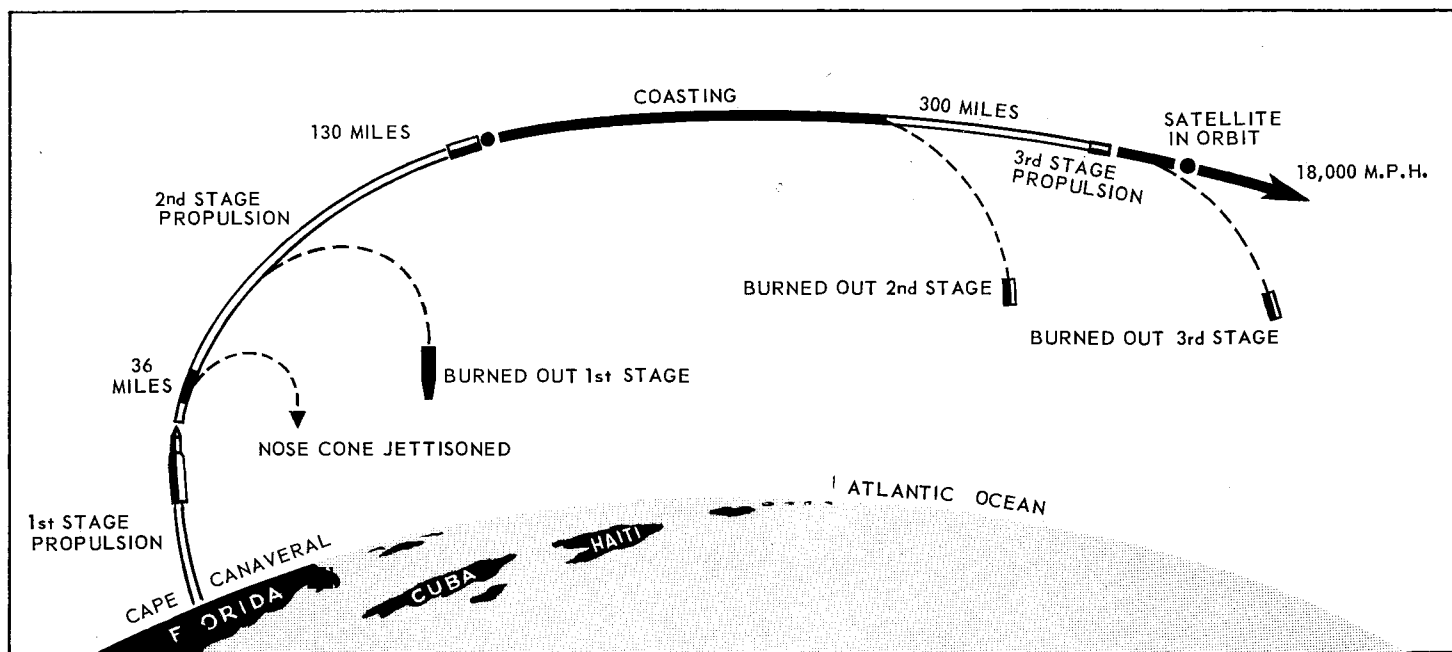 COASTING
300 MILES
SATELLITE
IN ORBIT
130 MILES
3rd STAGE
PROPULSION
18,000 M.P.H.
2nd STAGE
PROPULSION
BURNED OUT 2nd STAGE
BURNED OUT 3rd STAGE
36
MILES
BURNED OUT 1st STAGE
NOSE CONE JETTISONED
ATLANTIC OCEAN
1st STAGE
PROPULSION
CAPE CANAVERAL
HAITI
CUBA
F ORIDA